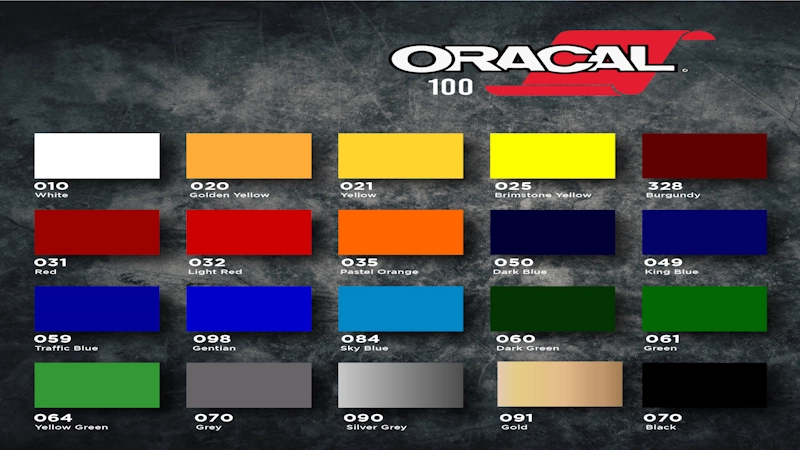 ORACAL
100
010
White
020
Golden Yellow
021
Yellow
025
Brimstone Yellow
328
Burgundy
031
Red
032
Light Red
035
Pastel Orange
050
Dark Blue
049
King Blue
059
Traffic Blue
098
Gentian
084
Sky Blue
060
Dark Green
061
Green
064
Yellow Green
070
Grey
090
Silver Grey
091
Gold
070
Black